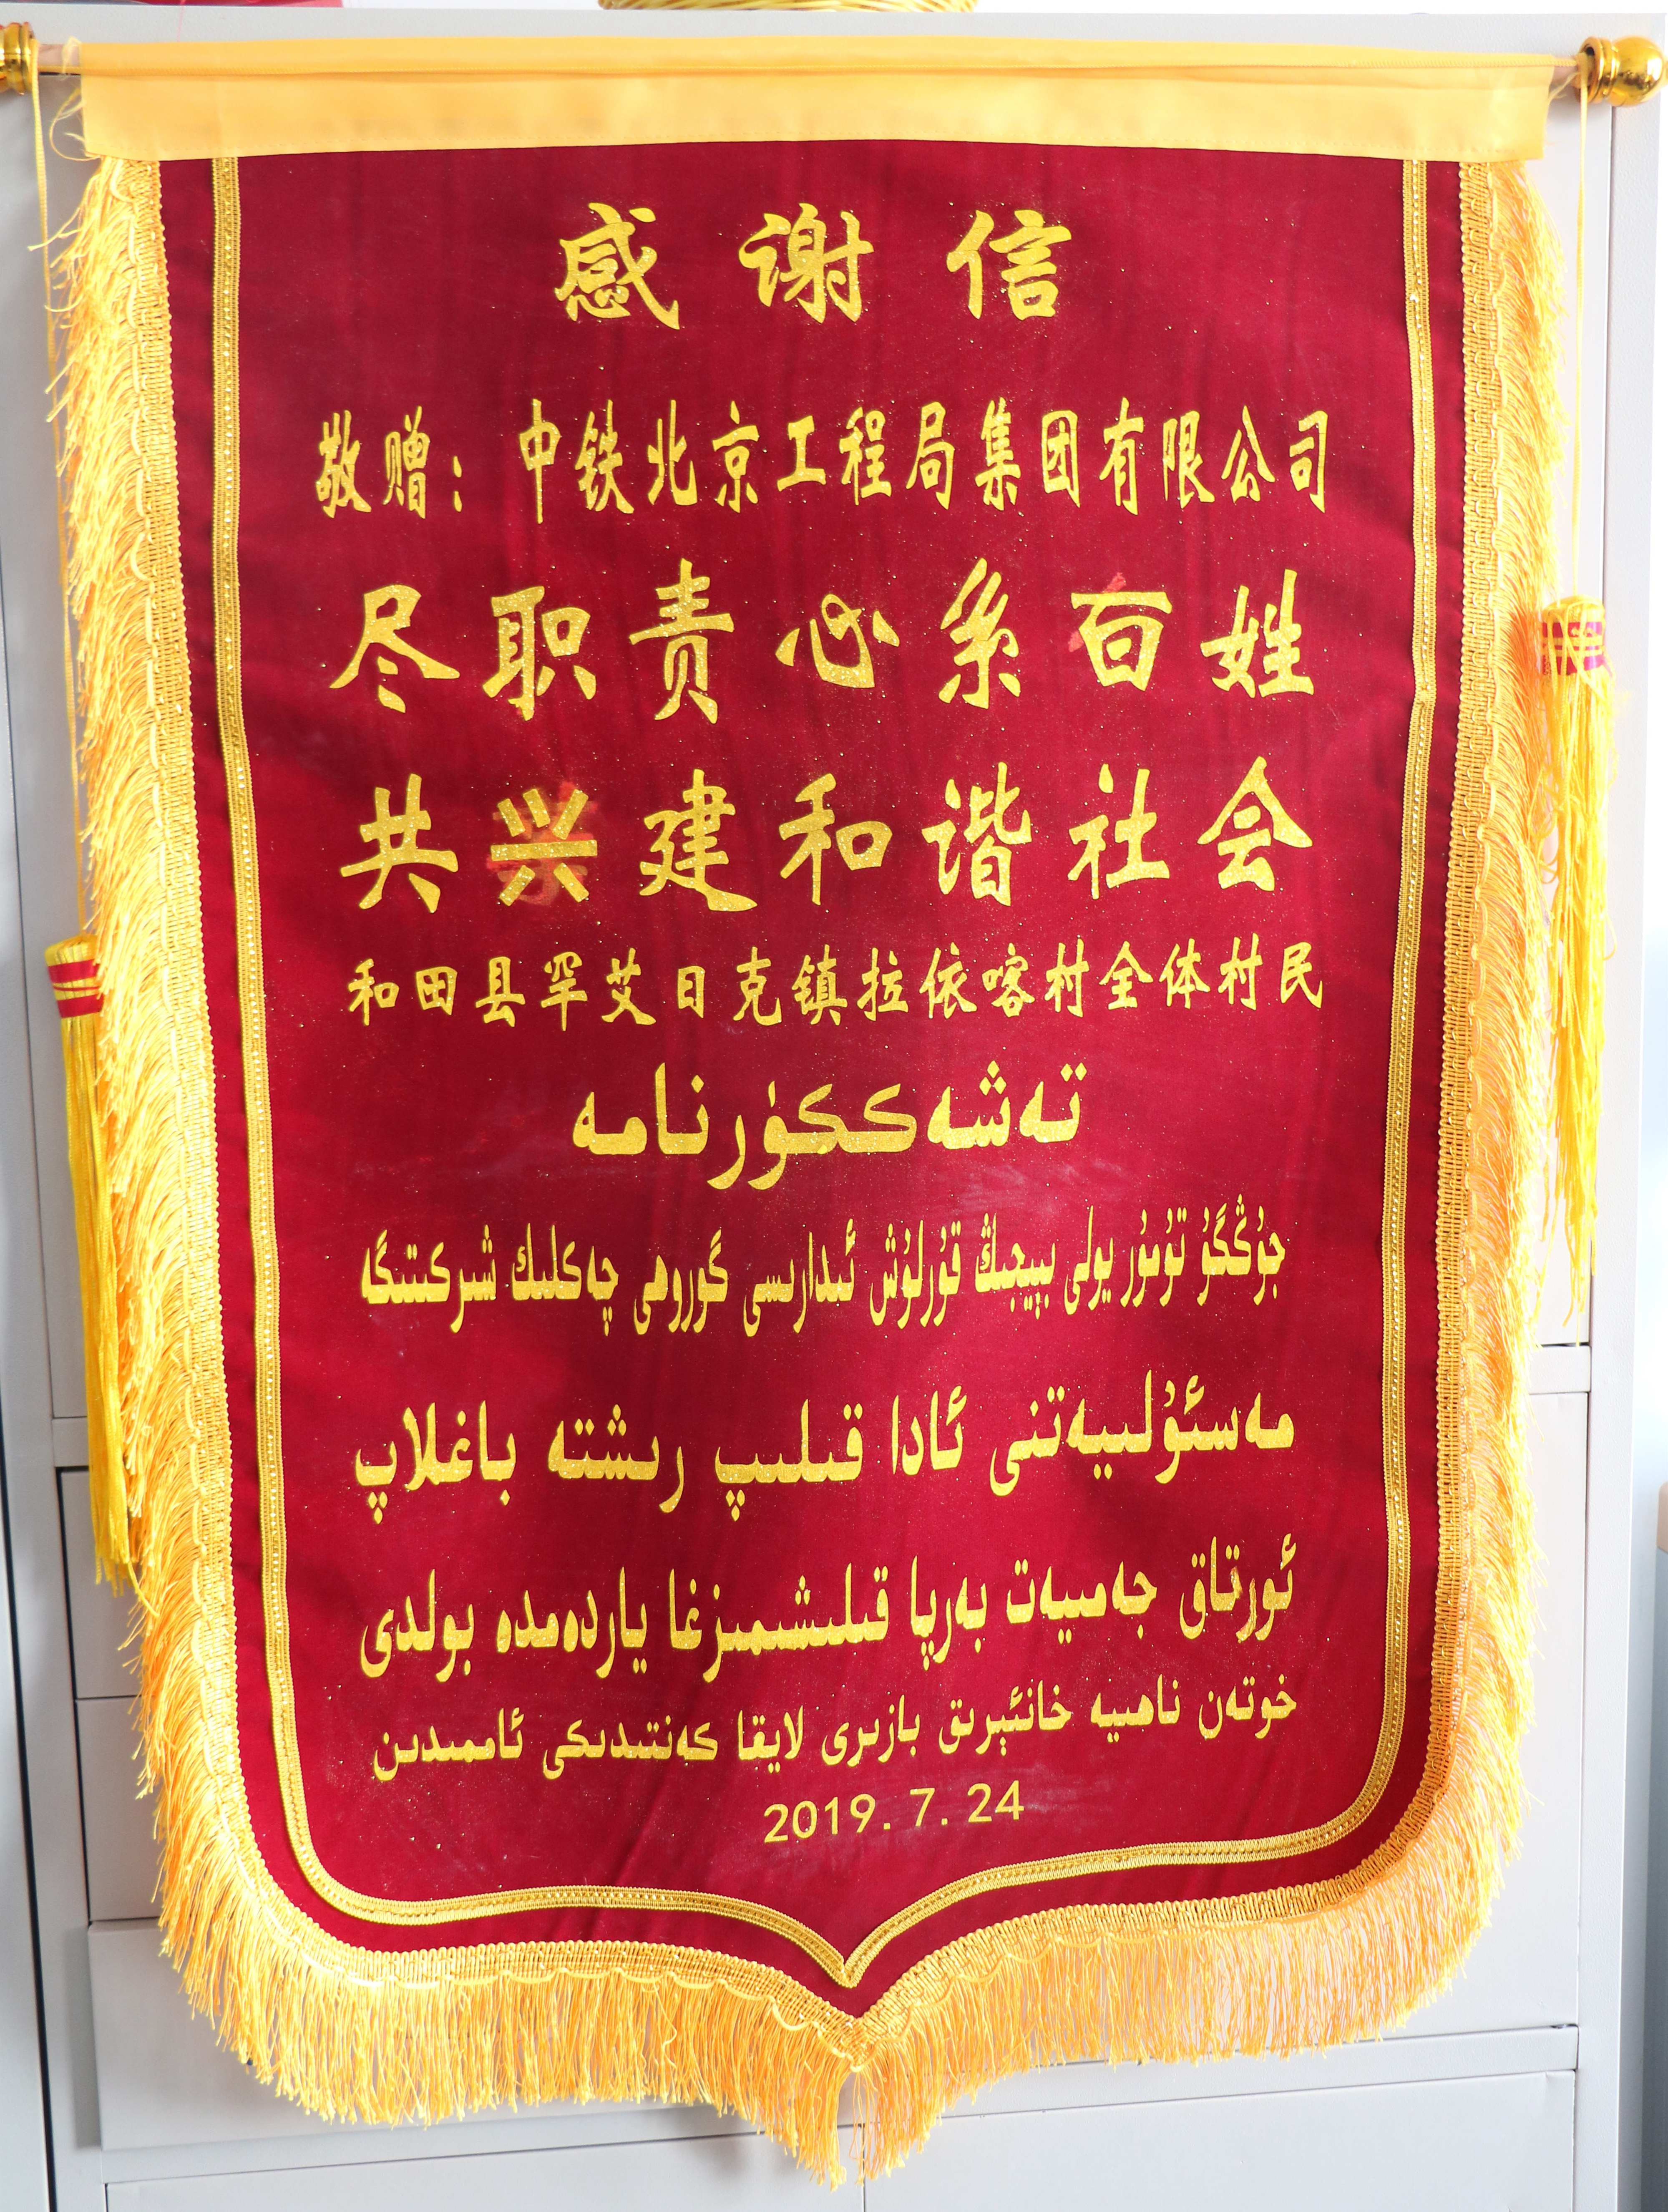 感谢信
敬赠：中铁北京工程局集团有限公司
尽职责心系百姓
共兴建和谐社会
和田县罕艾日克镇拉依喀村全体村民
تەشەككۈرنامە
جۇڭگو تۆمۈر يولى بېيجىڭ قۇرۇلۇش ئىدارىسى گۇروھى چەكلىك شىركىتىگە
مەسئۇلىيەتنى ئادا قىلىپ رىشتە باغلاپ
ئورتاق جەمىيەت بەرپا قىلىشىمىزغا ياردەمدە بولدى
خوتەن ناھىيە خانئېرىق بازىرى لايقا كەنتىدىكى ئاممىدىن
2019.7.24